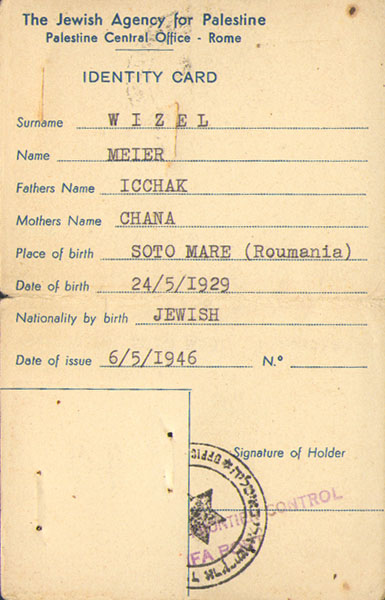 The Jewish Agency for Palestine
Palestine Central Office - Rome
IDENTITY CARD
Surname WIZEL
Name MEIER
Fathers Name ICCHAK
Mothers Name CHANA
Place of birth SOTO MARE (Roumania)
Date of birth 24/5/1929
Nationality by birth JEWISH
Date of issue 6/5/1946 N.º
Signature of Holder
CONTROL